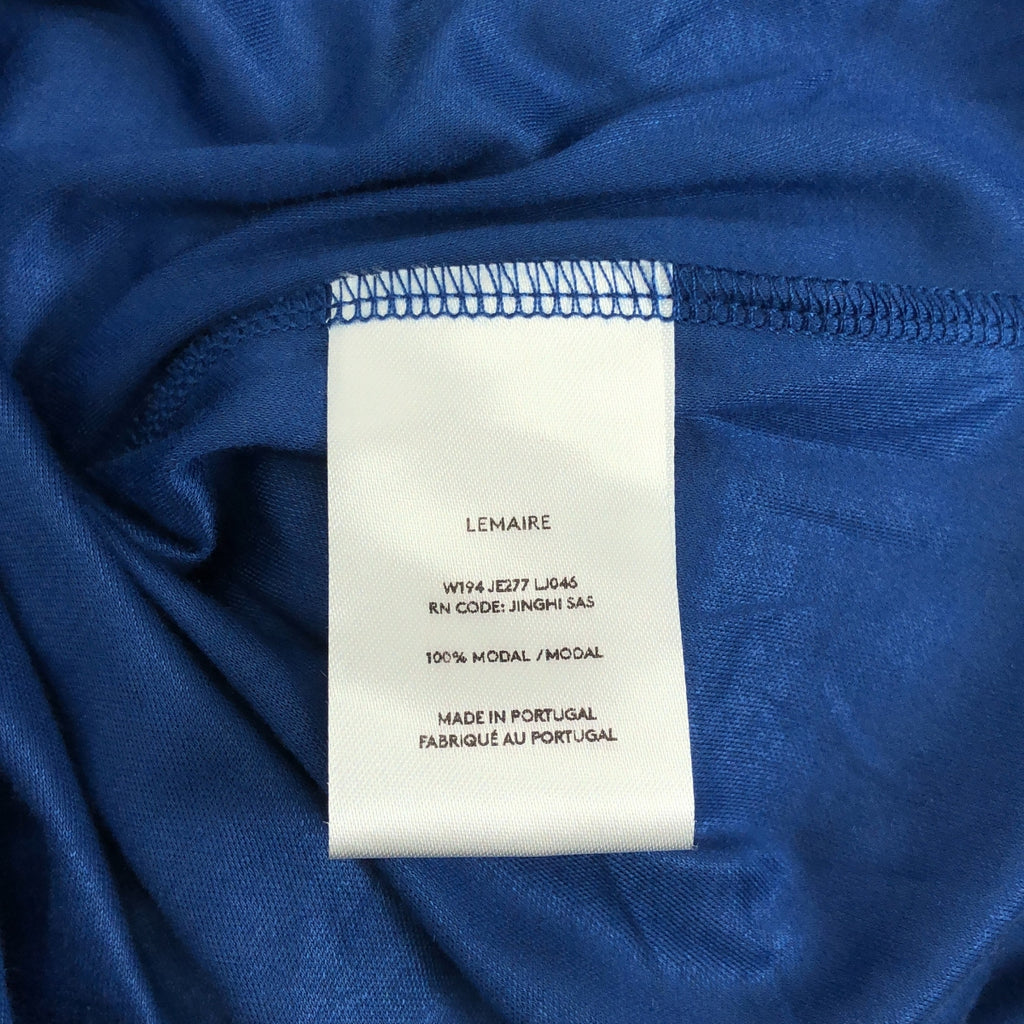 LEMAIRE
W194 JE277 LJ046
RN CODE: JINGHI SAS
100% MODAL / MODAL
MADE IN PORTUGAL
FABRIQUÉ AU PORTUGAL